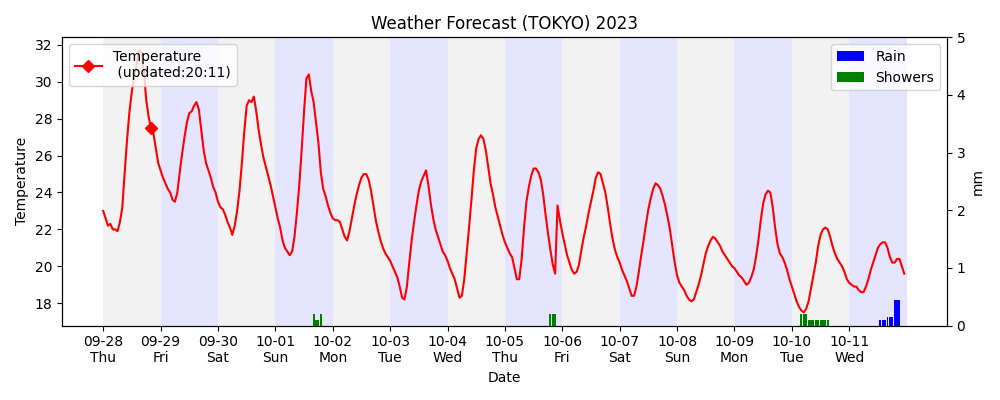 Weather Forecast (TOKYO) 2023
Temperature
(updated:20:11)
Rain
Showers
Temperature
32
30
28
26
24
22
20
18
5
4
3
2
1
0
mm
09-28 09-29 09-30 10-01 10-02 10-03 10-04 10-05 10-06 10-07 10-08 10-09 10-10 10-11
Thu Fri Sat Sun Mon Tue Wed Thu Fri Sat Sun Mon Tue Wed
Date